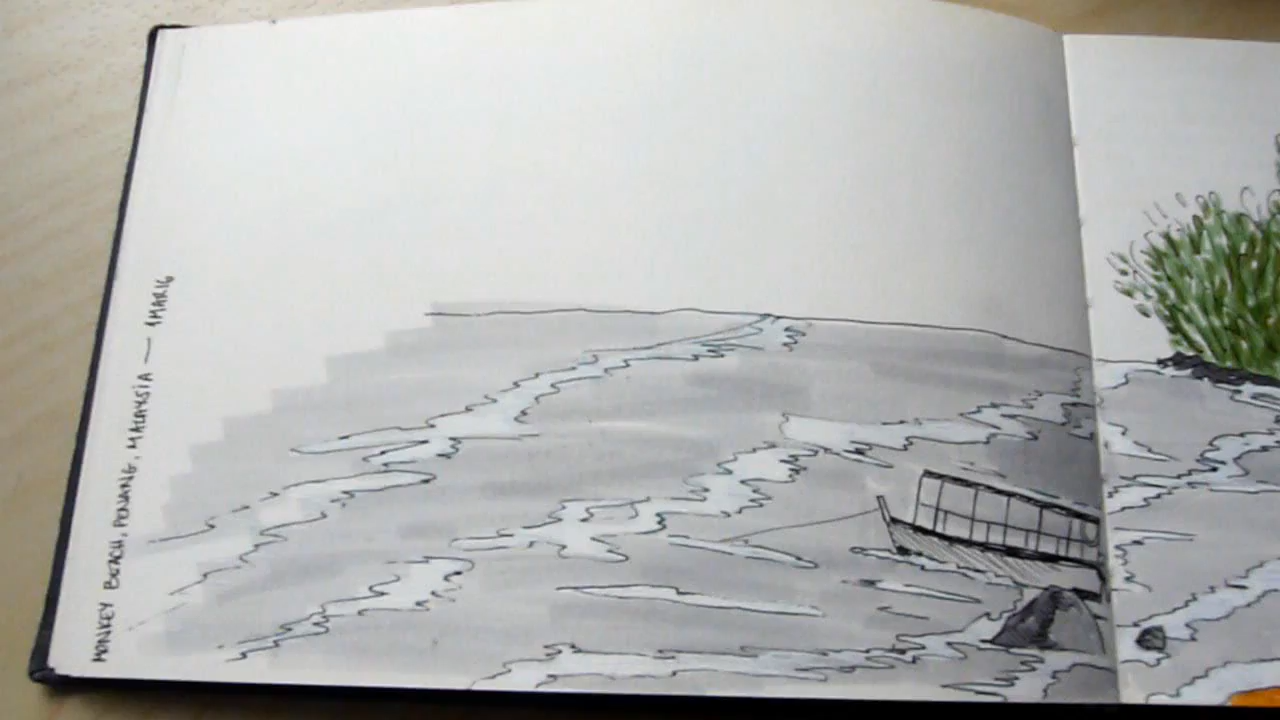 MONKEY BEACH, PENANG, MALAYSIA — 1MAR16